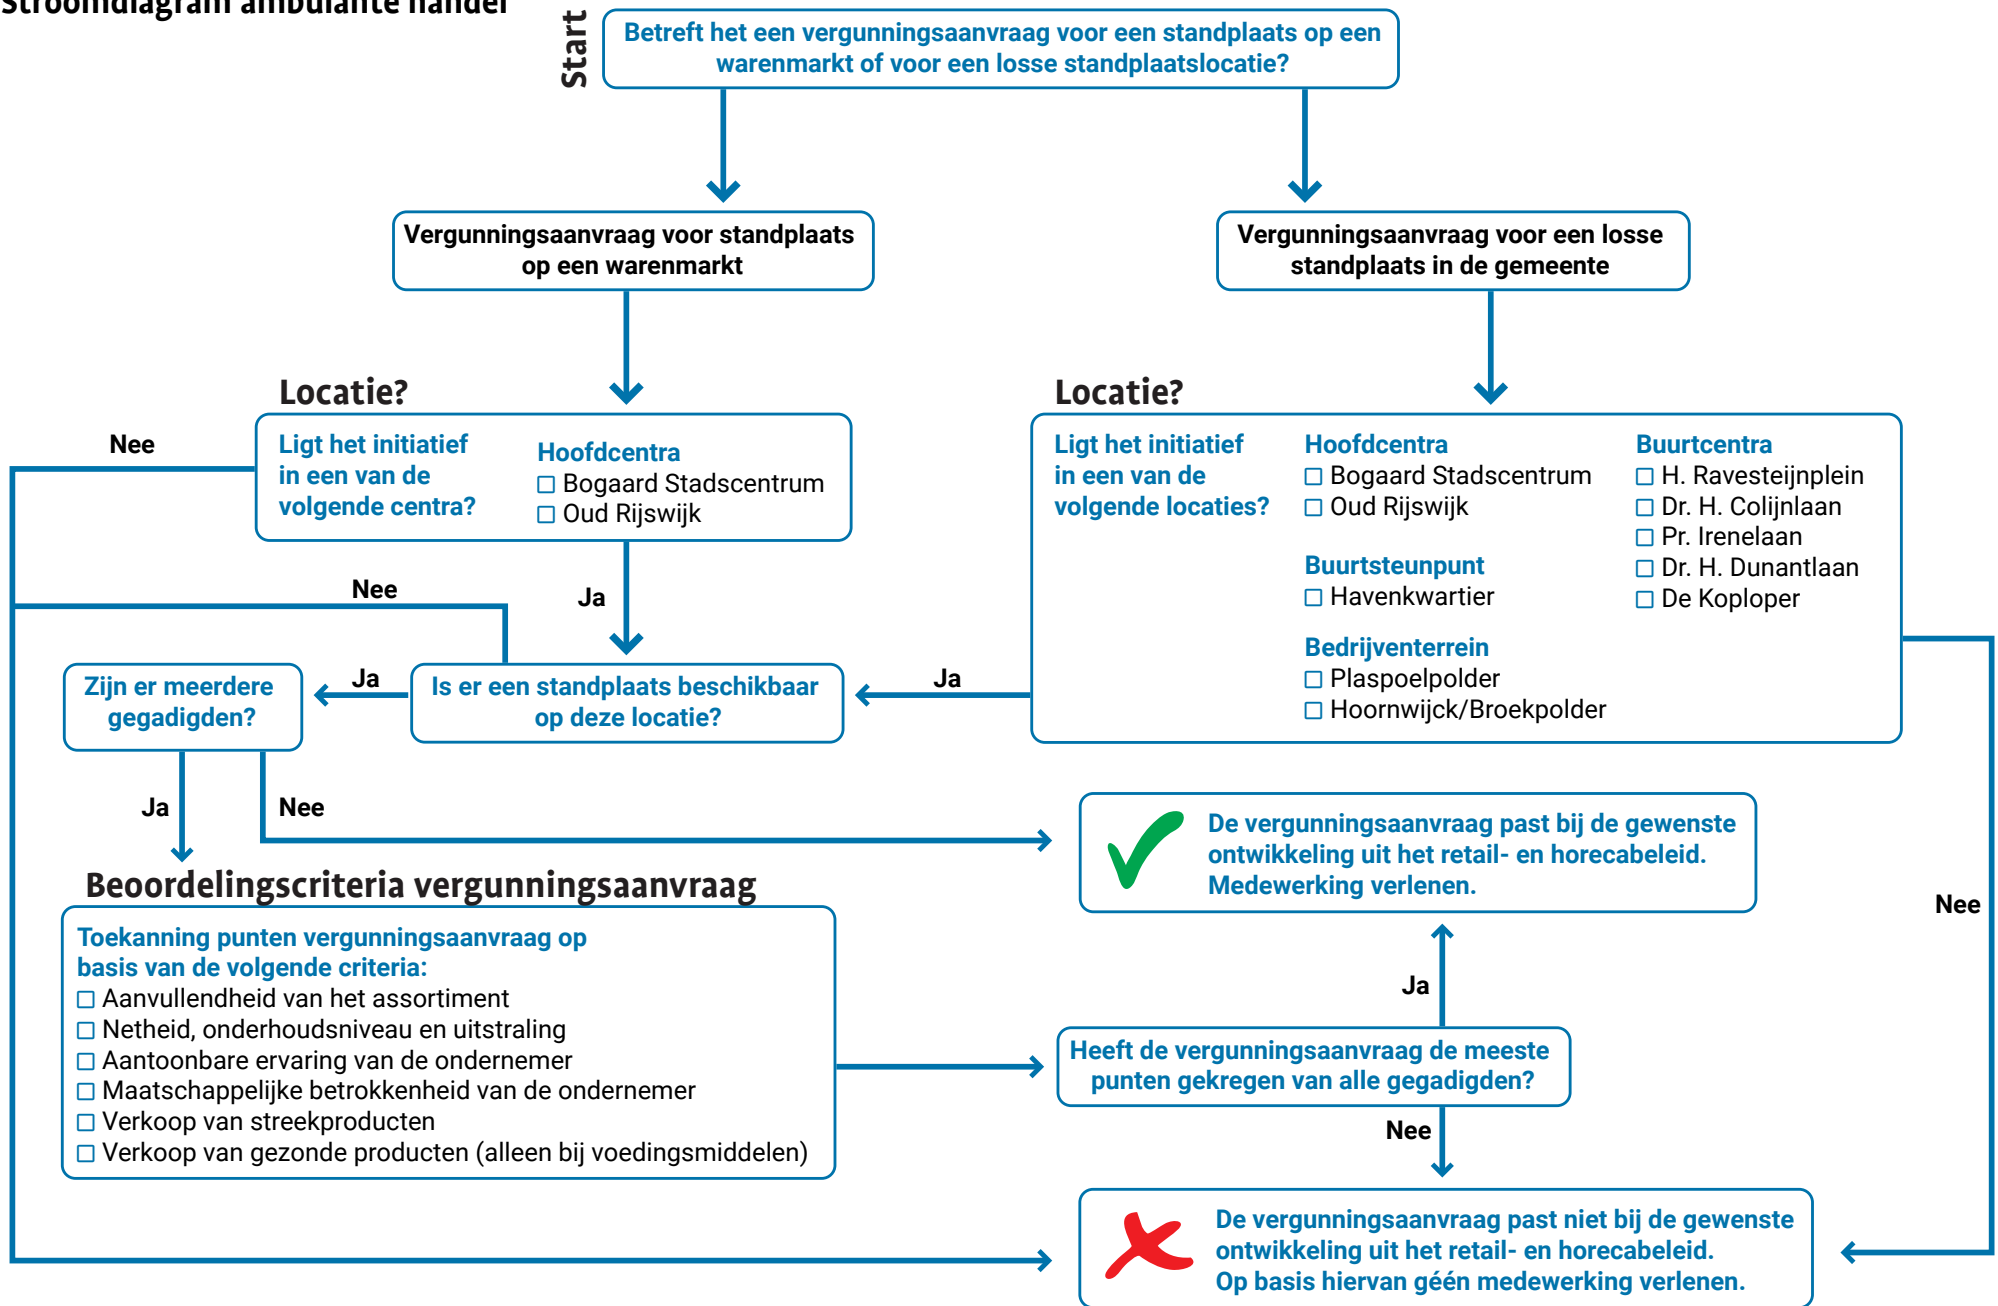 Stroomdiagram ambulante handel
Start
Betreft het een vergunningsaanvraag voor een standplaats op een
warenmarkt of voor een losse standplaatslocatie?
Vergunningsaanvraag voor standplaats
op een warenmarkt
Vergunningsaanvraag voor een losse
standplaats in de gemeente
Locatie?
Nee
Ligt het initiatief
in een van de
volgende centra?
Hoofdcentra
Bogaard Stadscentrum
Oud Rijswijk
Locatie?
Ligt het initiatief
in een van de
volgende locaties?
Hoofdcentra
Bogaard Stadscentrum
Oud Rijswijk
Buurtsteunpunt
Havenkwartier
Bedrijventerrein
Plaspoelpolder
Hoornwijck/Broekpolder
Buurtcentra
H. Ravesteijnplein
Dr. H. Colijnlaan
Pr. Irenelaan
Dr. H. Dunantlaan
De Koploper
Nee
Ja
Zijn er meerdere
gegadigden?
Ja
Is er een standplaats beschikbaar
op deze locatie?
Ja
Ja
Nee
De vergunningsaanvraag past bij de gewenste
ontwikkeling uit het retail- en horecabeleid.
Medewerking verlenen.
Nee
Beoordelingscriteria vergunningsaanvraag
Toekanning punten vergunningsaanvraag op
basis van de volgende criteria:
Aanvullendheid van het assortiment
Netheid, onderhoudsniveau en uitstraling
Aantoonbare ervaring van de ondernemer
Maatschappelijke betrokkenheid van de ondernemer
Verkoop van streekproducten
Verkoop van gezonde producten (alleen bij voedingsmiddelen)
Ja
Heeft de vergunningsaanvraag de meeste
punten gekregen van alle gegadigden?
Nee
De vergunningsaanvraag past niet bij de gewenste
ontwikkeling uit het retail- en horecabeleid.
Op basis hiervan géén medewerking verlenen.